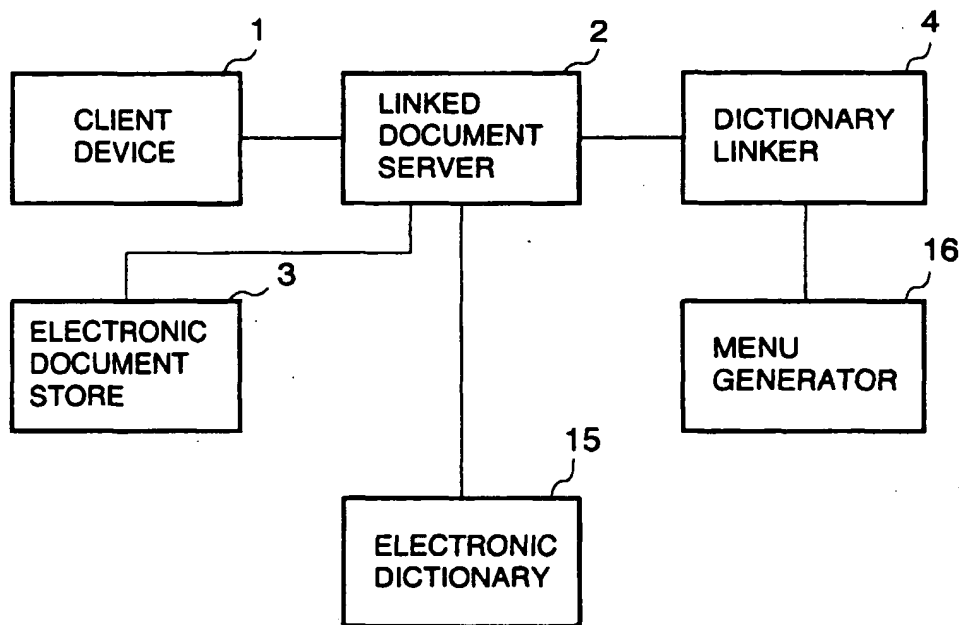 1
CLIENT
DEVICE
2
LINKED
DOCUMENT
SERVER
4
DICTIONARY
LINKER
3
ELECTRONIC
DOCUMENT
STORE
16
MENU
GENERATOR
15
ELECTRONIC
DICTIONARY